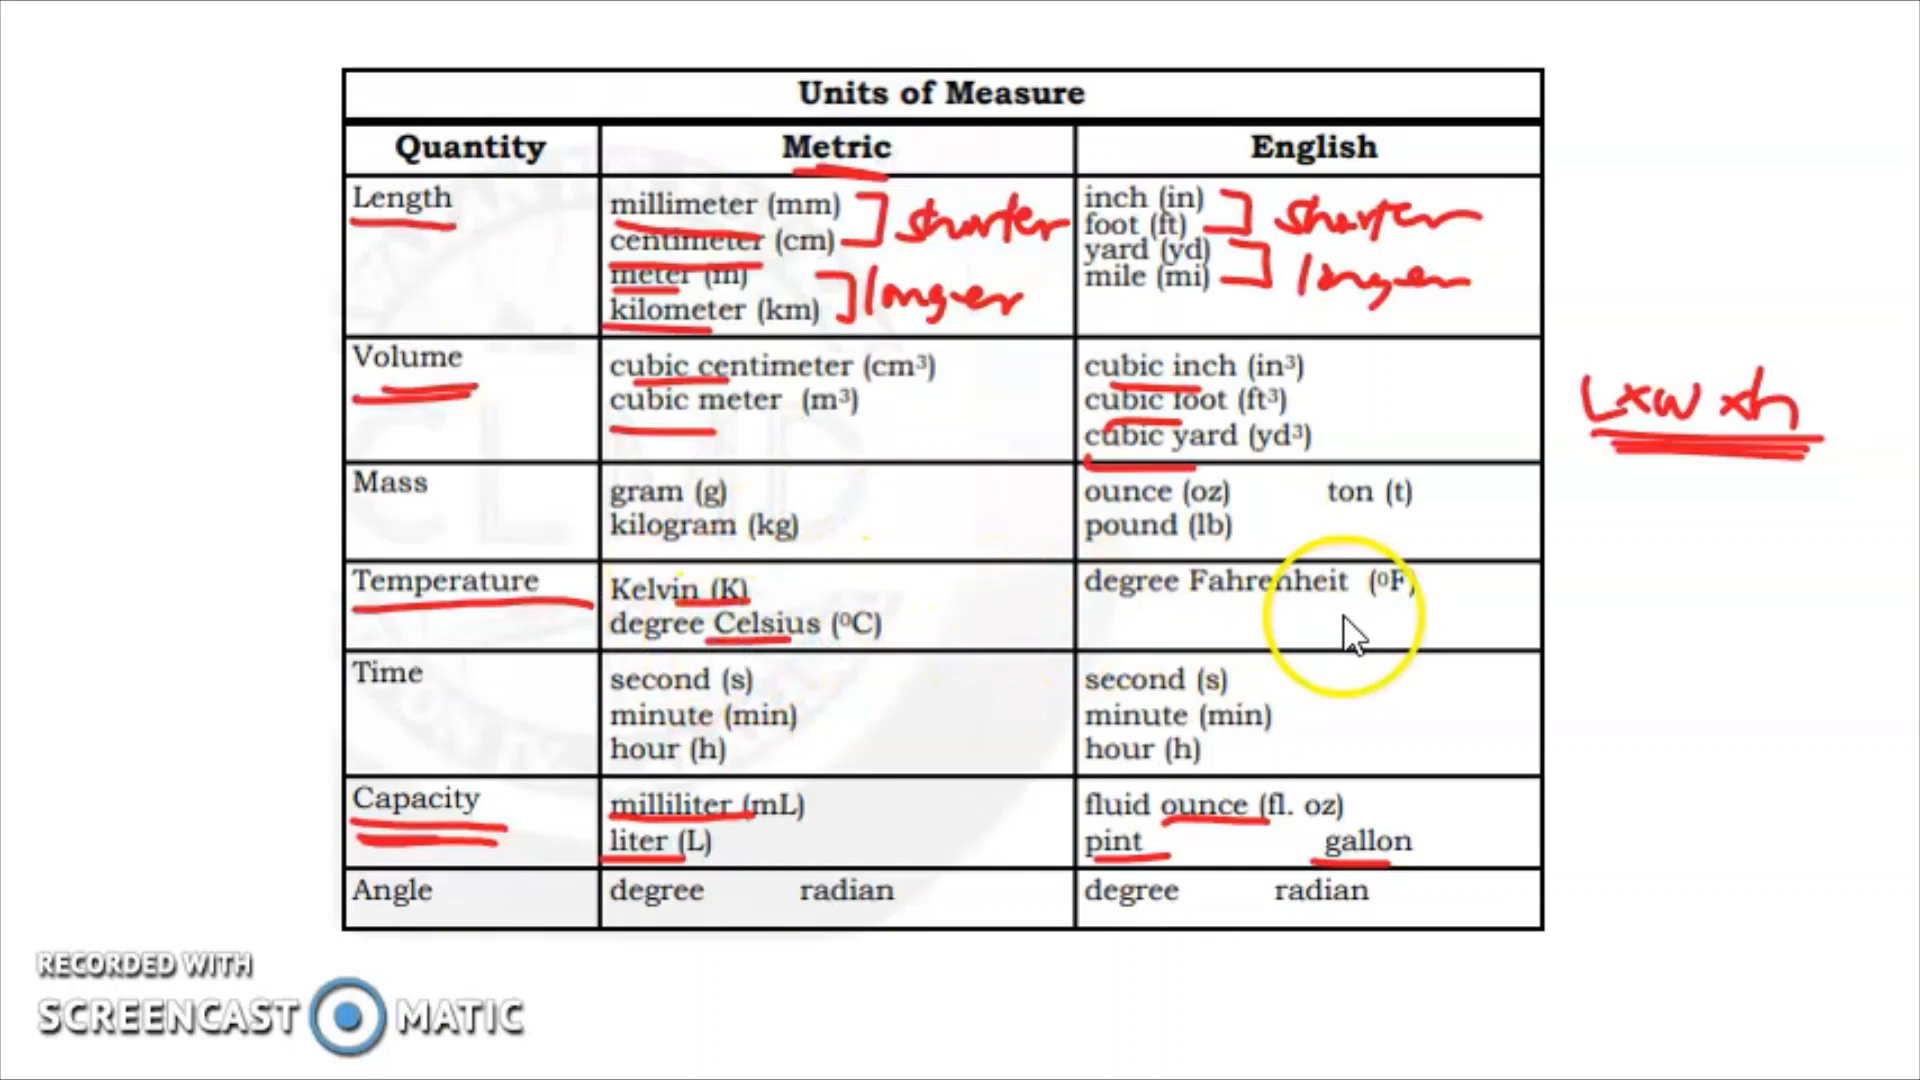 Units of Measure
Quantity Metric English
Length
millimeter (mm)
centimeter (cm)
meter (m)
kilometer (km)
shorter
longer
inch (in)
foot (ft)
yard (yd)
mile (mi)
shorter
longer
Volume
cubic centimeter (cm³)
cubic meter (m³)
cubic inch (in³)
cubic foot (ft³)
cubic yard (yd³)
L x w x h
Mass
gram (g)
kilogram (kg)
ounce (oz) ton (t)
pound (lb)
Temperature
Kelvin (K)
degree Celsius (⁰C)
degree Fahrenheit (⁰F)
Time
second (s)
minute (min)
hour (h)
second (s)
minute (min)
hour (h)
Capacity
milliliter (mL)
liter (L)
fluid ounce (fl. oz)
pint gallon
Angle
degree radian
degree radian
RECORDED WITH
SCREENCAST MATIC